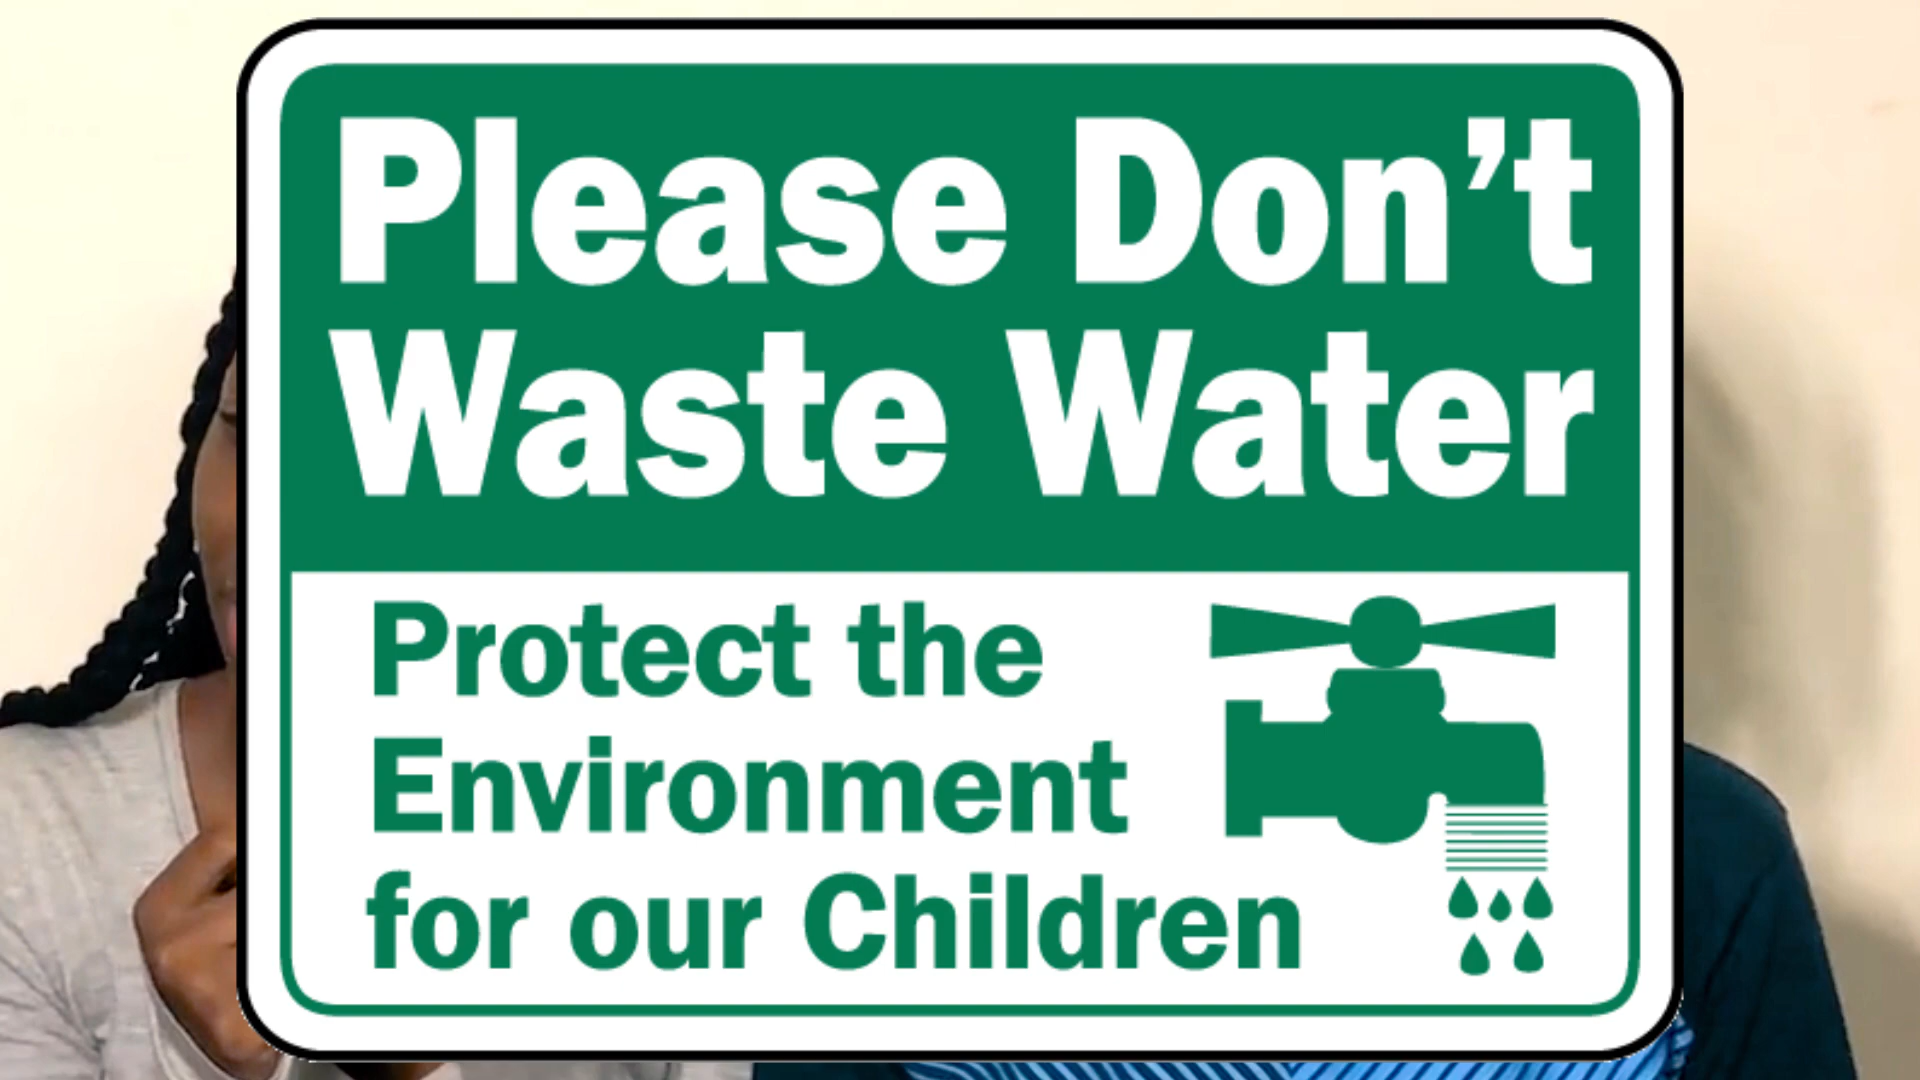 Please Don't
Waste Water
Protect the
Environment
for our Children